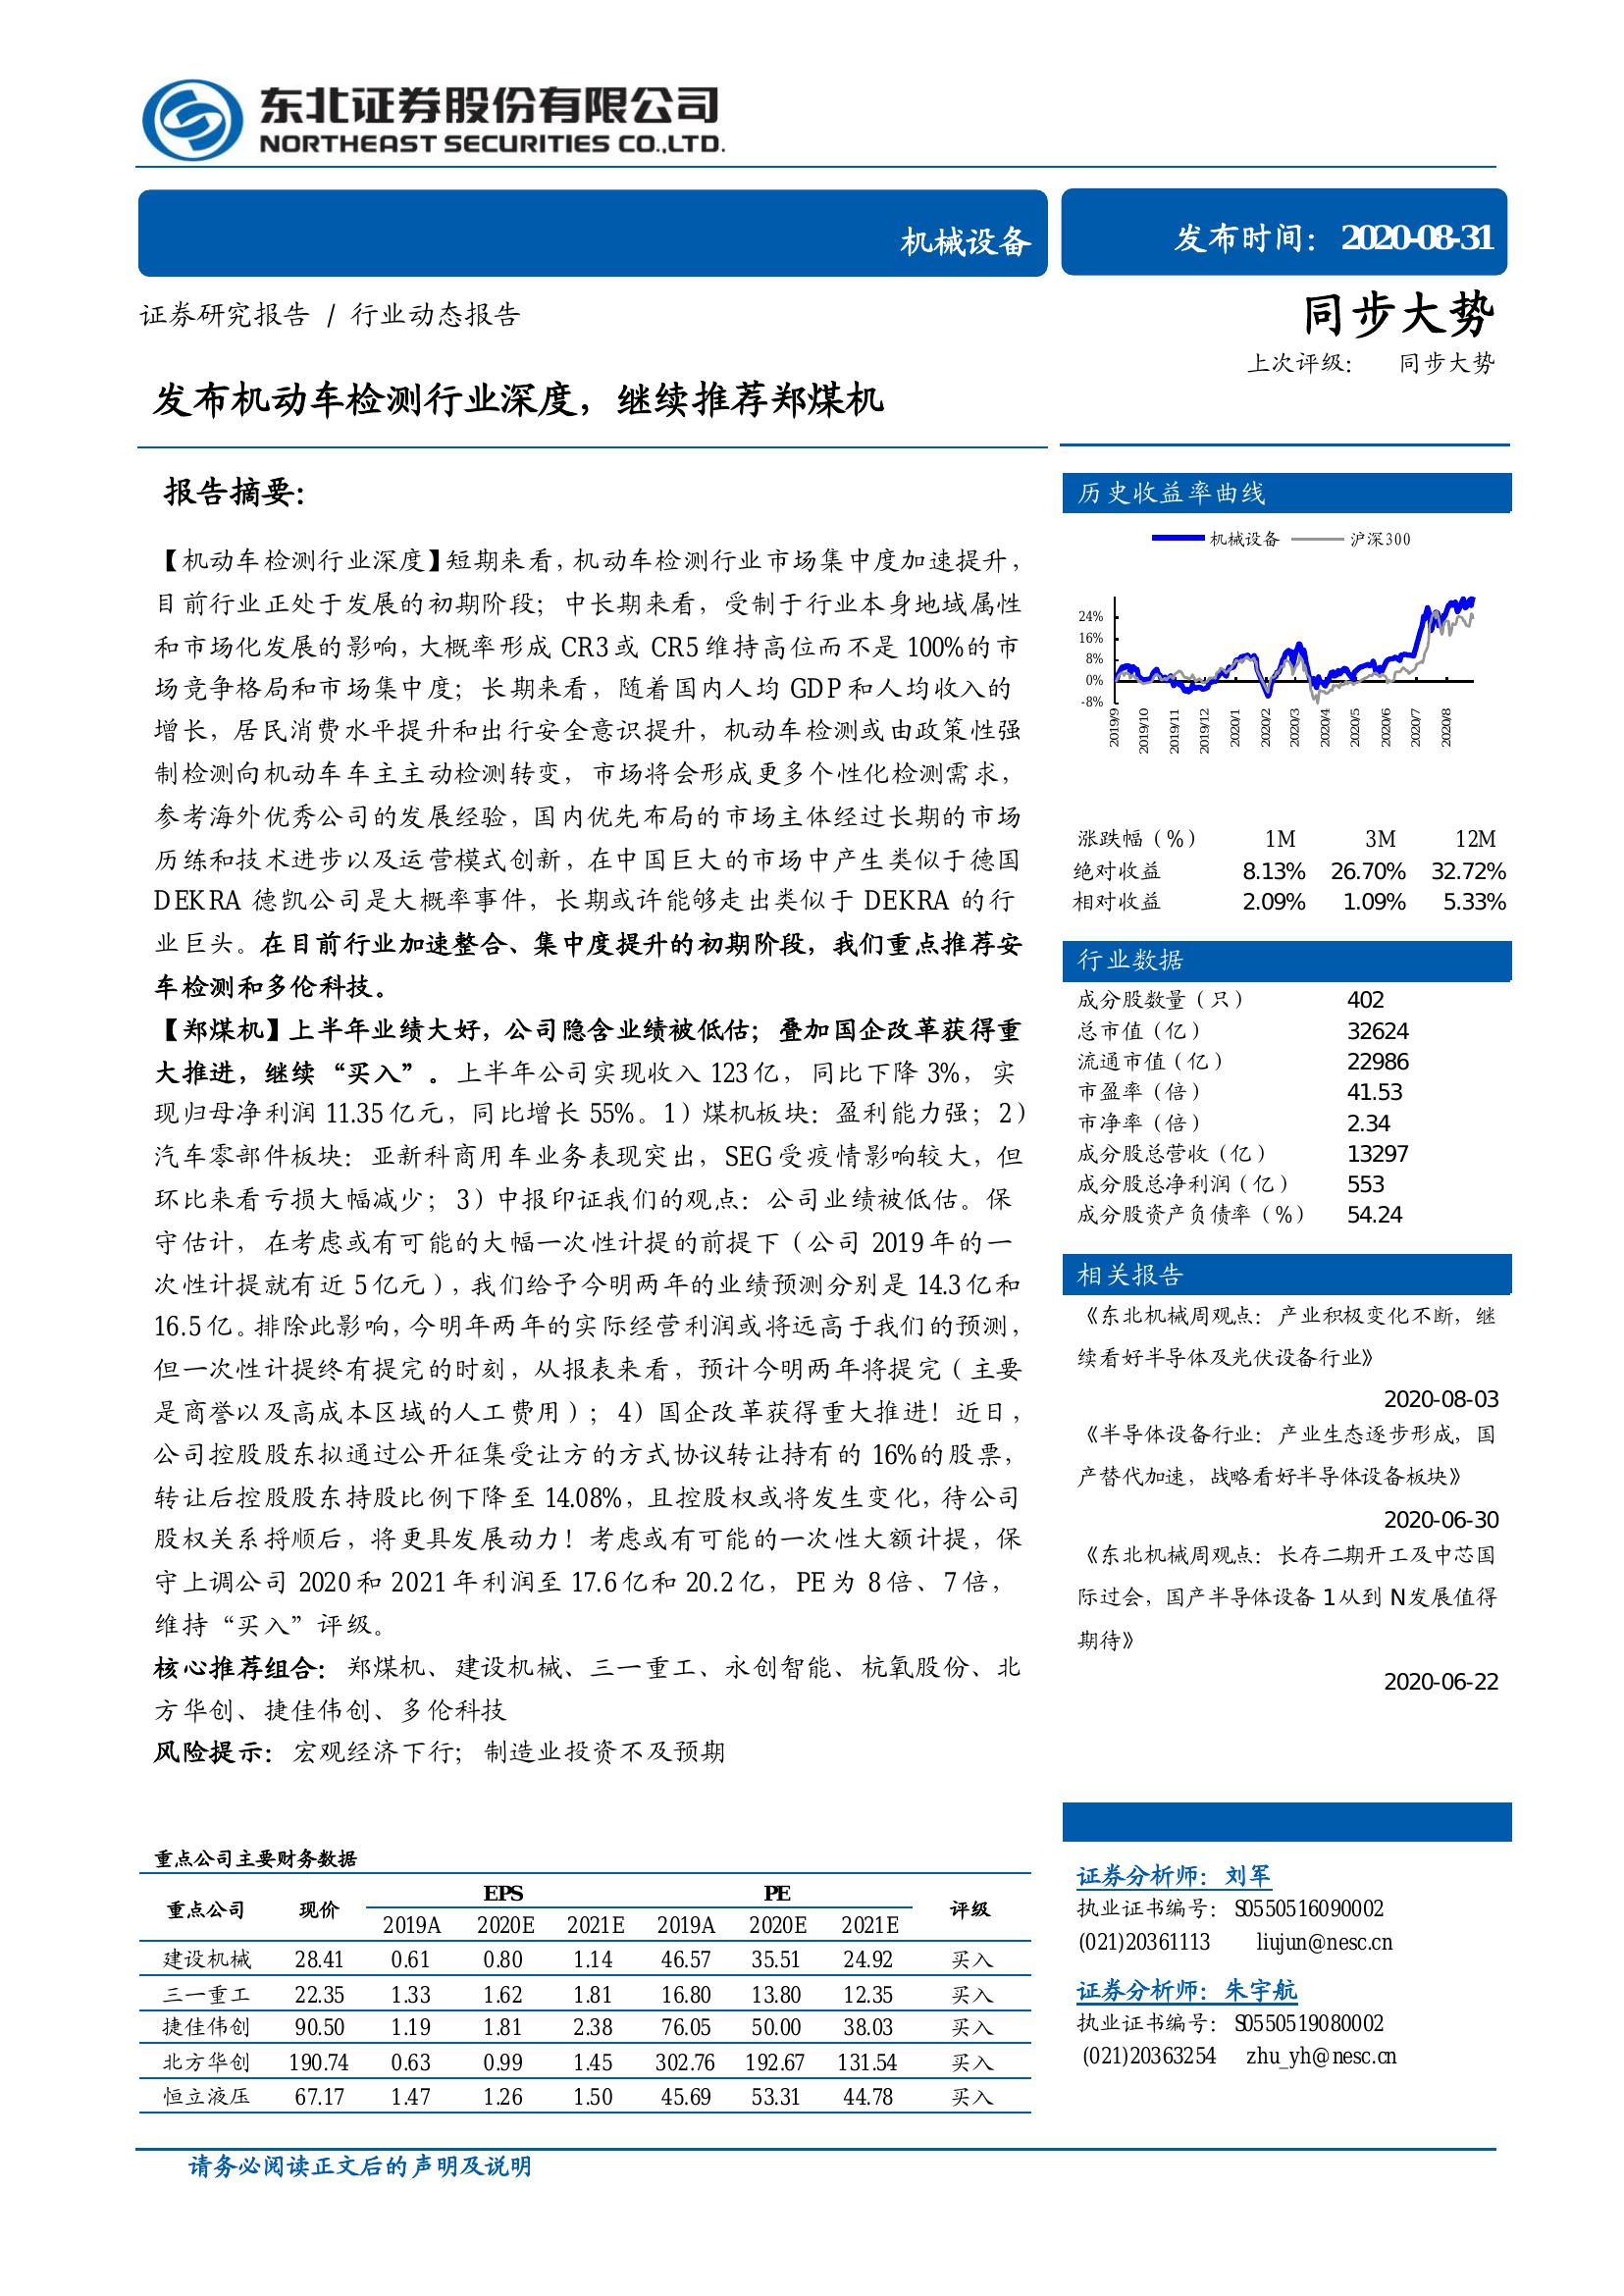 东北证券股份有限公司
NORTHEAST SECURITIES CO.,LTD.
机械设备
发布时间：2020-08-31
证券研究报告 / 行业动态报告
同步大势
上次评级： 同步大势
发布机动车检测行业深度，继续推荐郑煤机
报告摘要：
【机动车检测行业深度】短期来看，机动车检测行业市场集中度加速提升，
目前行业正处于发展的初期阶段；中长期来看，受制于行业本身地域属性
和市场化发展的影响，大概率形成 CR3 或 CR5 维持高位而不是 100%的市
场竞争格局和市场集中度；长期来看，随着国内人均 GDP 和人均收入的
增长，居民消费水平提升和出行安全意识提升，机动车检测或由政策性强
制检测向机动车车主主动检测转变，市场将会形成更多个性化检测需求，
参考海外优秀公司的发展经验，国内优先布局的市场主体经过长期的市场
历练和技术进步以及运营模式创新，在中国巨大的市场中产生类似于德国
DEKRA 德凯公司是大概率事件，长期或许能够走出类似于 DEKRA 的行
业巨头。在目前行业加速整合、集中度提升的初期阶段，我们重点推荐安
车检测和多伦科技。
【郑煤机】上半年业绩大好，公司隐含业绩被低估；叠加国企改革获得重
大推进，继续“买入”。上半年公司实现收入 123 亿，同比下降 3%，实
现归母净利润 11.35 亿元，同比增长 55%。1）煤机板块：盈利能力强；2）
汽车零部件板块：亚新科商用车业务表现突出，SEG 受疫情影响较大，但
环比来看亏损大幅减少；3）中报印证我们的观点：公司业绩被低估。保
守估计，在考虑或有可能的大幅一次性计提的前提下（公司 2019 年的一
次性计提就有近 5 亿元），我们给予今明两年的业绩预测分别是 14.3 亿和
16.5 亿。排除此影响，今明年两年的实际经营利润或将远高于我们的预测，
但一次性计提终有提完的时刻，从报表来看，预计今明两年将提完（主要
是商誉以及高成本区域的人工费用）；4）国企改革获得重大推进！近日，
公司控股股东拟通过公开征集受让方的方式协议转让持有的 16%的股票，
转让后控股股东持股比例下降至 14.08%，且控股权或将发生变化，待公司
股权关系捋顺后，将更具发展动力！考虑或有可能的一次性大额计提，保
守上调公司 2020 和 2021 年利润至 17.6 亿和 20.2 亿，PE 为 8 倍、7 倍，
维持“买入”评级。
核心推荐组合：郑煤机、建设机械、三一重工、永创智能、杭氧股份、北
方华创、捷佳伟创、多伦科技
风险提示：宏观经济下行；制造业投资不及预期
重点公司主要财务数据
重点公司 现价 EPS PE 评级
2019A 2020E 2021E 2019A 2020E 2021E
建设机械 28.41 0.61 0.80 1.14 46.57 35.51 24.92 买入
三一重工 22.35 1.33 1.62 1.81 16.80 13.80 12.35 买入
捷佳伟创 90.50 1.19 1.81 2.38 76.05 50.00 38.03 买入
北方华创 190.74 0.63 0.99 1.45 302.76 192.67 131.54 买入
恒立液压 67.17 1.47 1.26 1.50 45.69 53.31 44.78 买入
历史收益率曲线
机械设备 沪深300
24%
16%
8%
0%
-8%
2019/9 2019/10 2019/11 2019/12 2020/1 2020/2 2020/3 2020/4 2020/5 2020/6 2020/7 2020/8
涨跌幅（%） 1M 3M 12M
绝对收益 8.13% 26.70% 32.72%
相对收益 2.09% 1.09% 5.33%
行业数据
成分股数量（只） 402
总市值（亿） 32624
流通市值（亿） 22986
市盈率（倍） 41.53
市净率（倍） 2.34
成分股总营收（亿） 13297
成分股总净利润（亿） 553
成分股资产负债率（%） 54.24
相关报告
《东北机械周观点：产业积极变化不断，继
续看好半导体及光伏设备行业》
2020-08-03
《半导体设备行业：产业生态逐步形成，国
产替代加速，战略看好半导体设备板块》
2020-06-30
《东北机械周观点：长存二期开工及中芯国
际过会，国产半导体设备 1 从到 N 发展值得
期待》
2020-06-22
证券分析师：刘军
执业证书编号：S0550516090002
(021)20361113 liujun@nesc.cn
证券分析师：朱宇航
执业证书编号：S0550519080002
(021)20363254 zhu_yh@nesc.cn
请务必阅读正文后的声明及说明